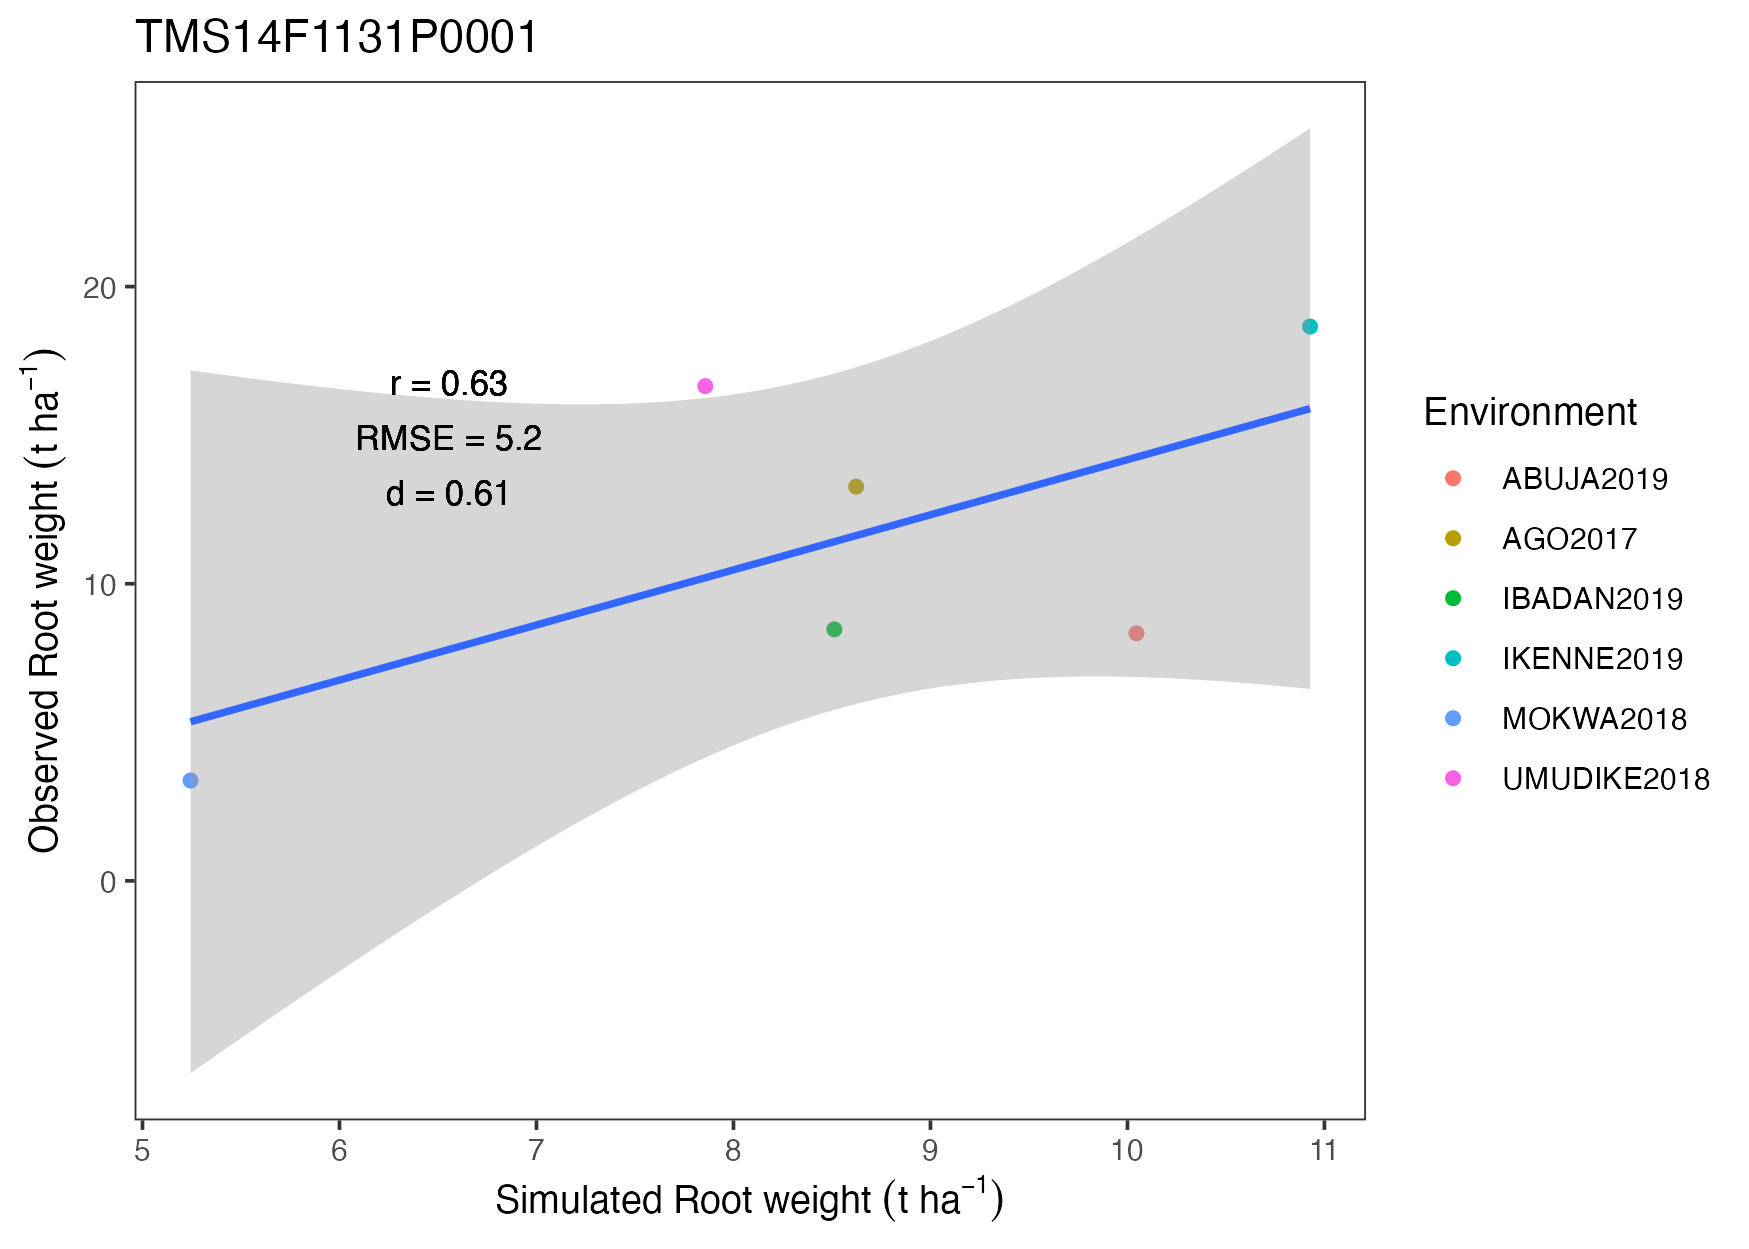 TMS14F1131P0001
Observed Root weight (t ha⁻¹)
20
10
0
r = 0.63
RMSE = 5.2
d = 0.61
5 6 7 8 9 10 11
Simulated Root weight (t ha⁻¹)
Environment
ABUJA2019
AGO2017
IBADAN2019
IKENNE2019
MOKWA2018
UMUDIKE2018